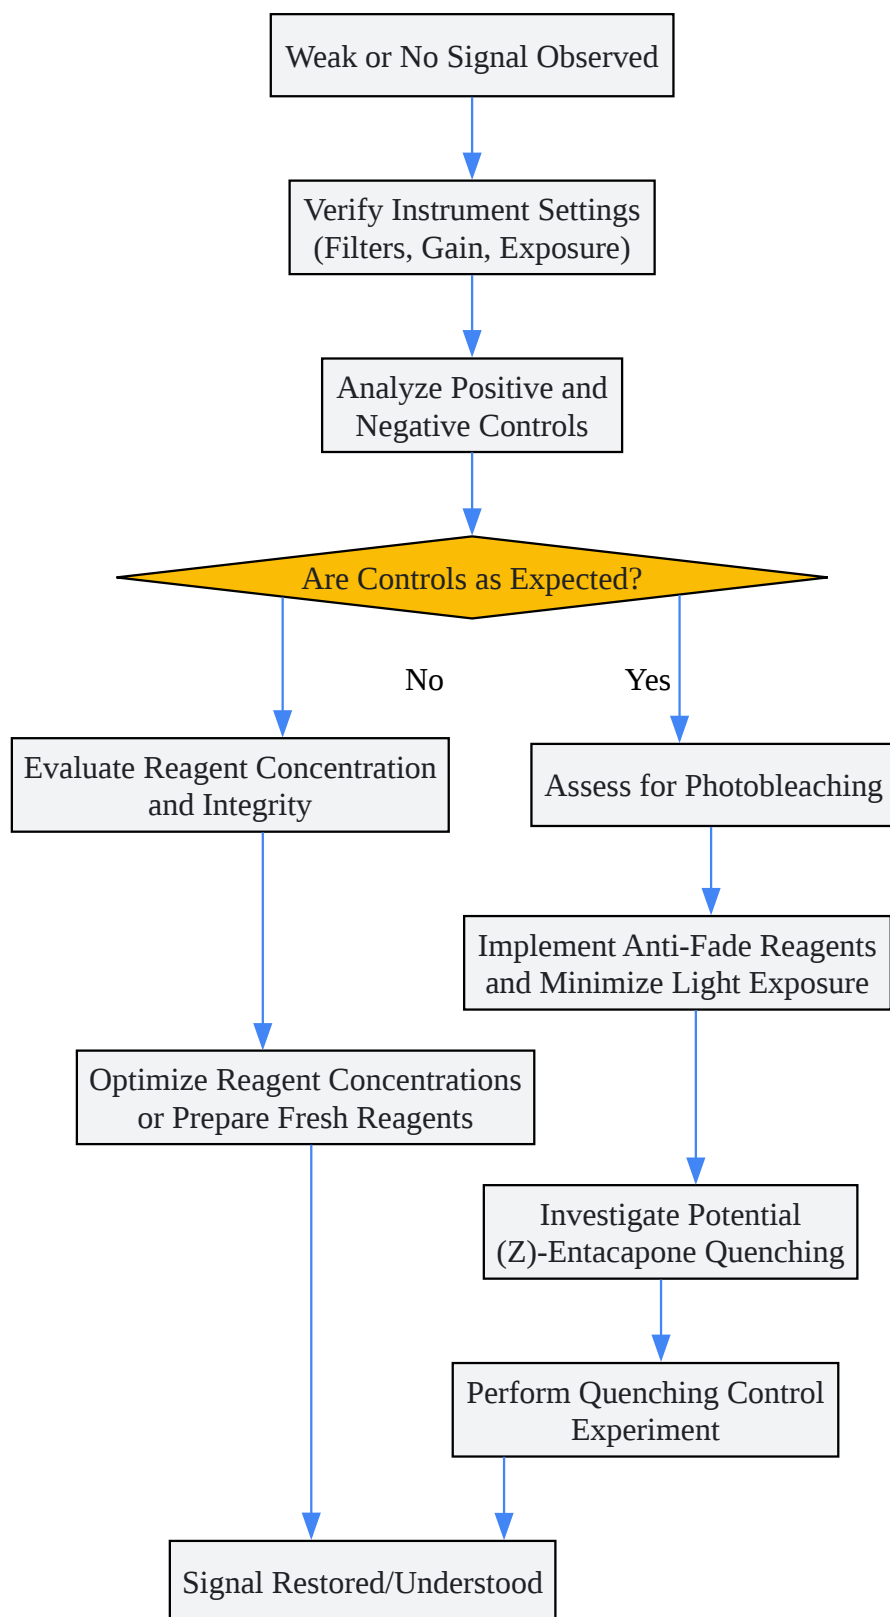 Weak or No Signal Observed
Verify Instrument Settings
(Filters, Gain, Exposure)
Analyze Positive and
Negative Controls
Are Controls as Expected?
No
Yes
Evaluate Reagent Concentration
and Integrity
Assess for Photobleaching
Implement Anti-Fade Reagents
and Minimize Light Exposure
Optimize Reagent Concentrations
or Prepare Fresh Reagents
Investigate Potential
(Z)-Entacapone Quenching
Perform Quenching Control
Experiment
Signal Restored/Understood